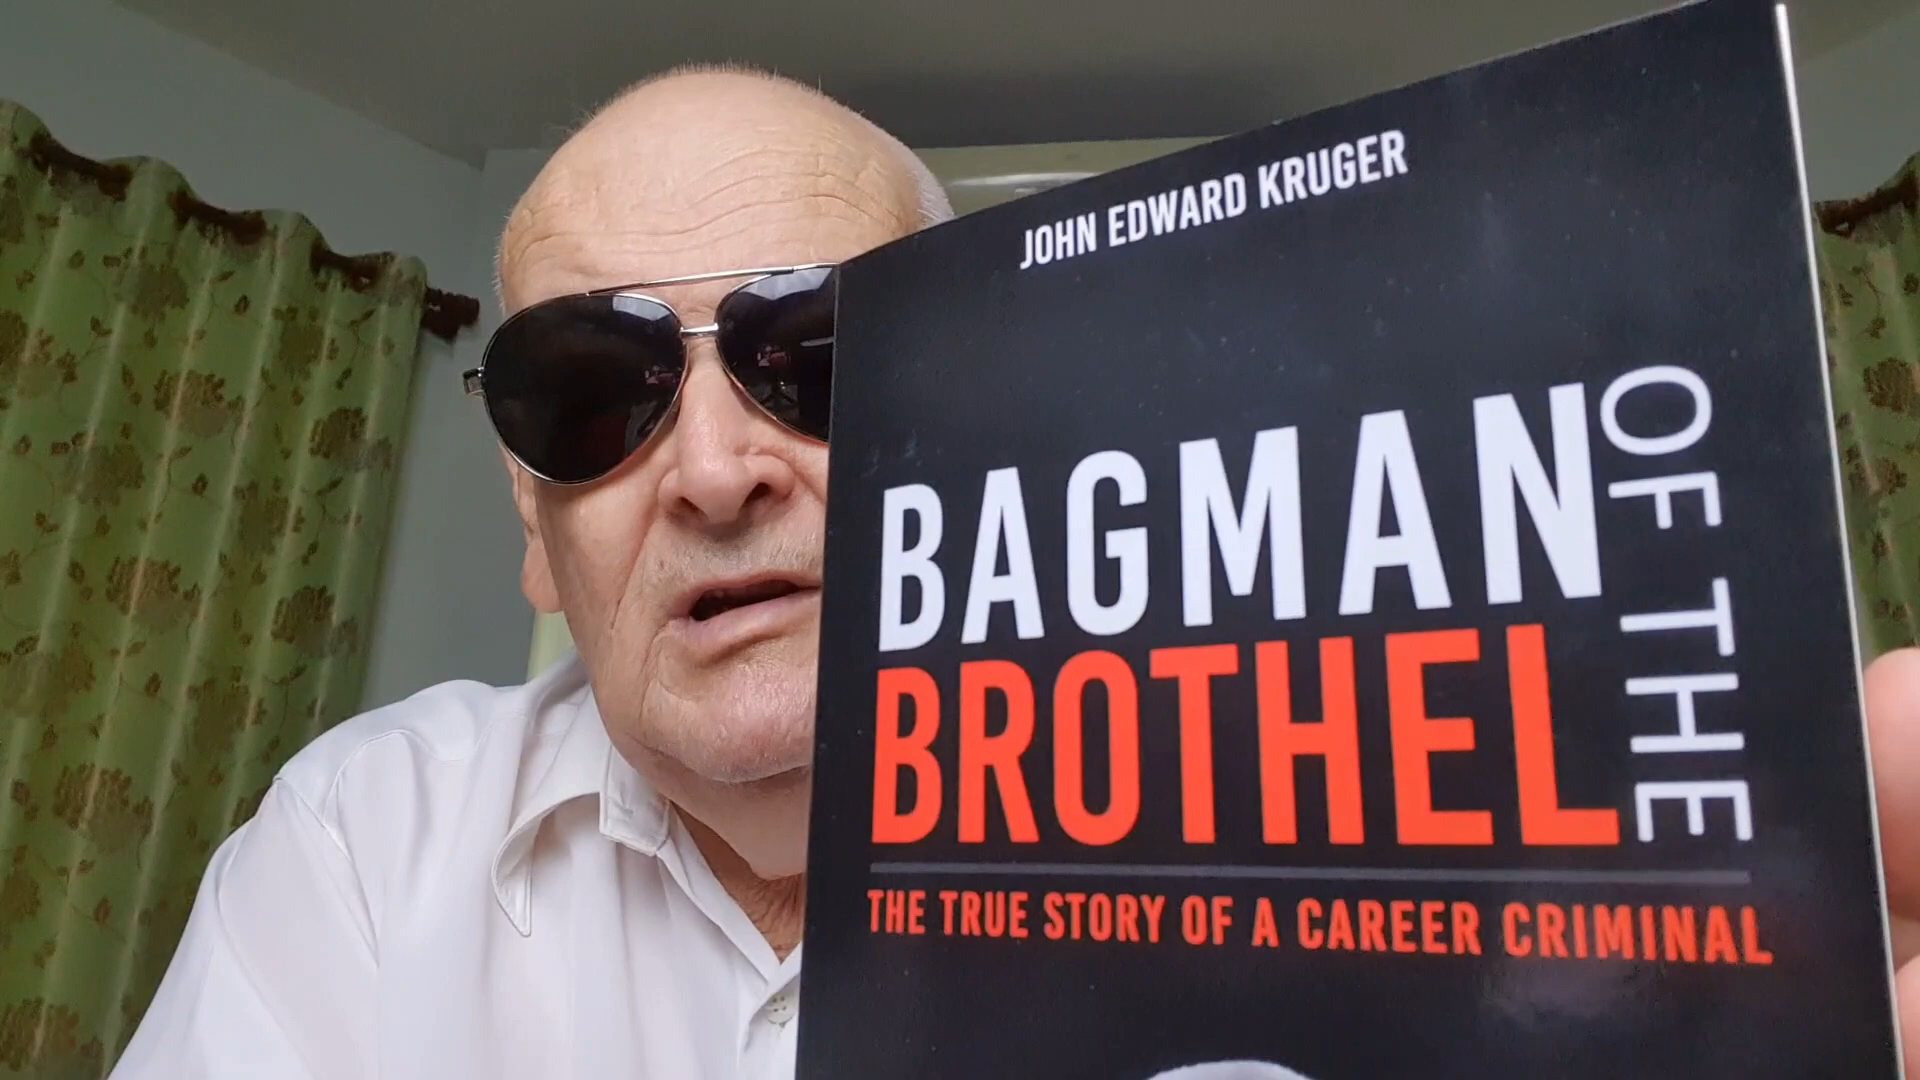 JOHN EDWARD KRUGER
BAGMAN
OF THE
BROTHEL
THE TRUE STORY OF A CAREER CRIMINAL